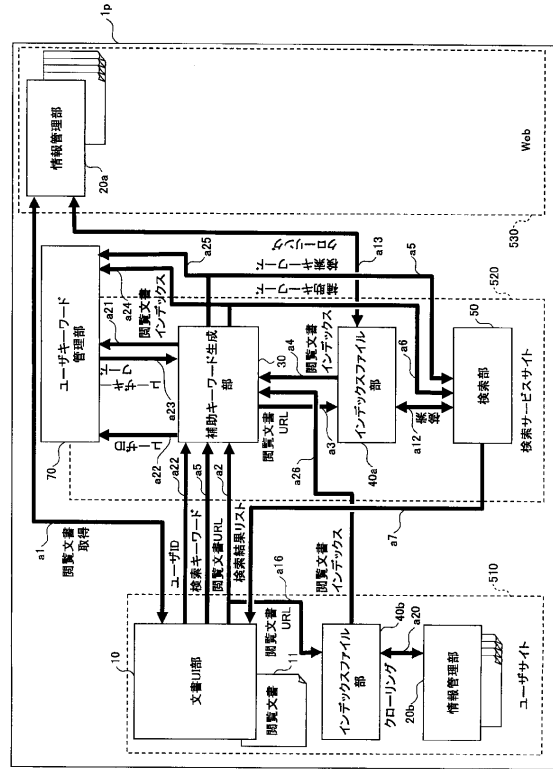 1p
情報管理部
20a
Web
530
ユーザキーワード
管理部
70
a21
a24
閲覧文書
インデックス
a25
検索キーワード
補助キーワード
クローリング
a13
a5
520
ユーザキー
ワード
a23
ユーザID
a22
補助キーワード生成
部
30
閲覧文書
インデックス
a4
閲覧文書
URL
a3
a26
インデックスファイル
部
40a
a6
検索
a12
検索部
50
検索サービスサイト
a1
閲覧文書
取得
ユーザID
a22
検索キーワード
a5
閲覧文書URL
a2
検索結果リスト
a7
10
文書UI部
閲覧文書
11
閲覧文書
URL
a16
閲覧文書
インデックス
インデックスファイル
部
40b
クローリング
a20
情報管理部
20b
ユーザサイト
510